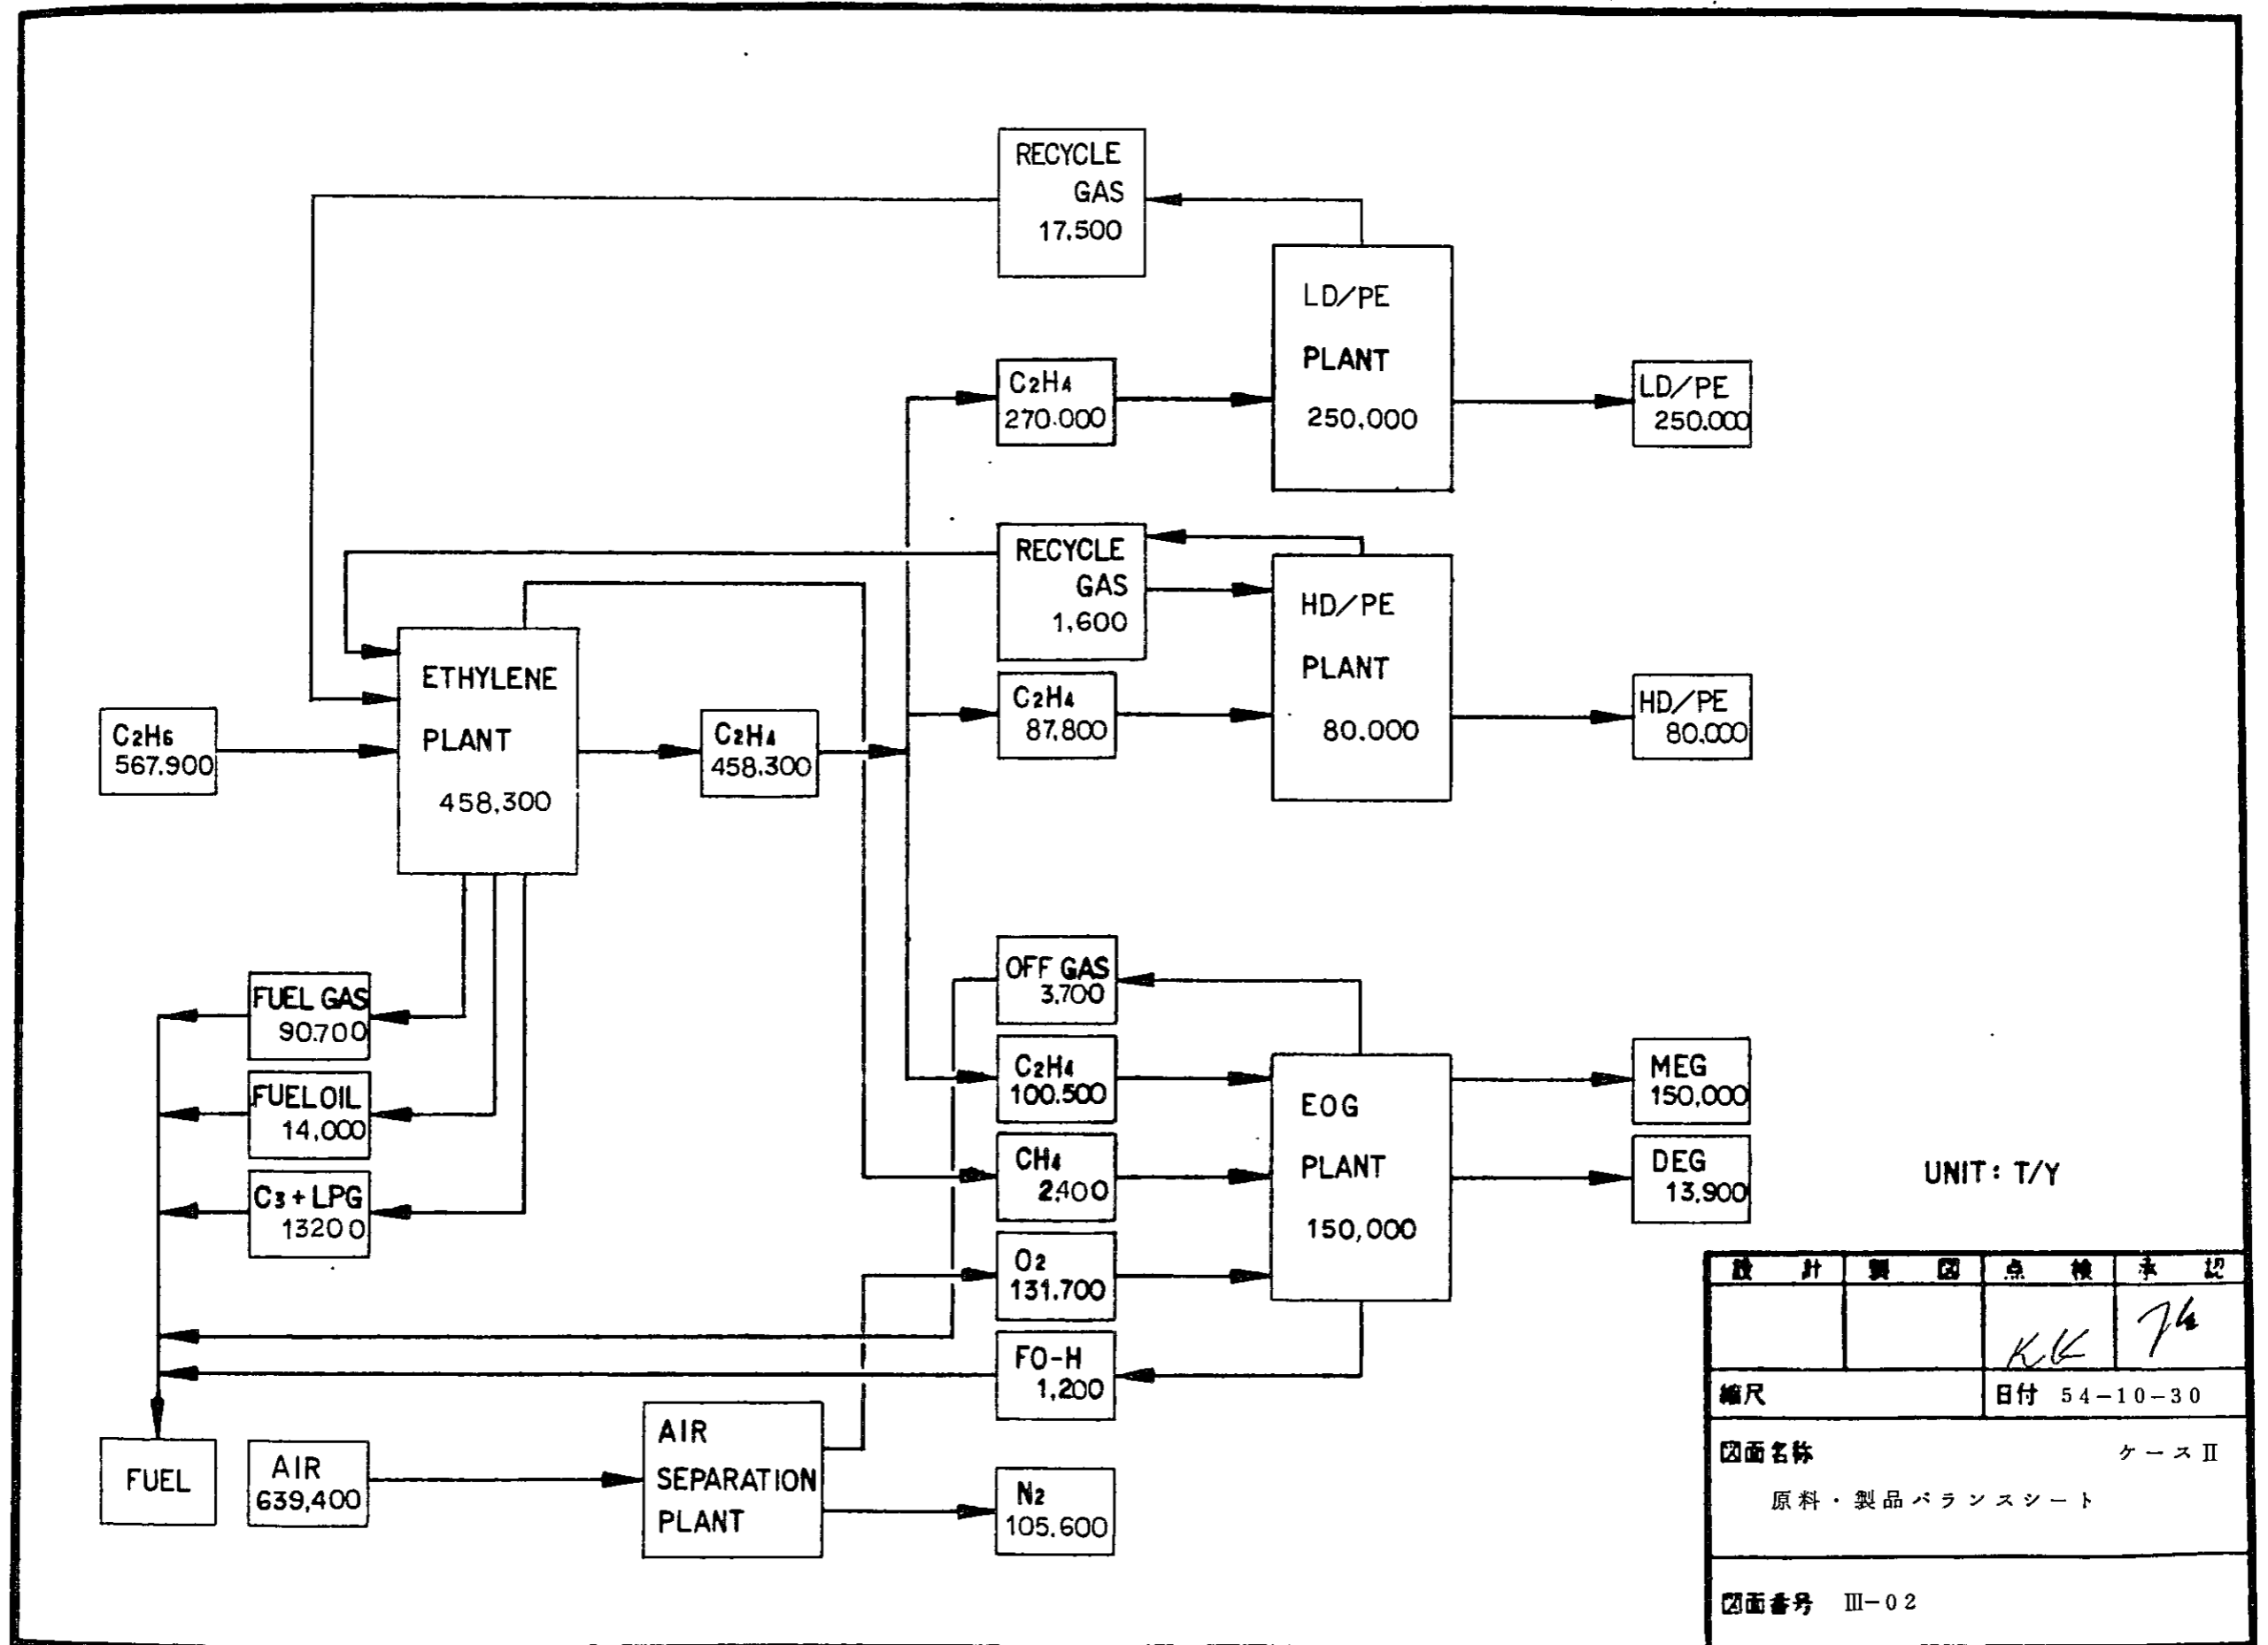 RECYCLE
GAS
17.500
LD/PE
PLANT
250,000
C2H4
270.000
LD/PE
250.000
RECYCLE
GAS
1,600
HD/PE
PLANT
80.000
C2H4
87,800
HD/PE
80,000
ETHYLENE
PLANT
458,300
C2H6
567.900
C2H4
458.300
FUEL GAS
90.700
FUEL OIL
14,000
C3+LPG
13200
OFF GAS
3,700
C2H4
100.500
CH4
2,400
O2
131.700
FO-H
1,200
EOG
PLANT
150,000
MEG
150,000
DEG
13,900
UNIT: T/Y
FUEL
AIR
639,400
AIR
SEPARATION
PLANT
N2
105.600
設計 製図 点検 承認
KK
縮尺 日付 54-10-30
図面名称 ケースⅡ
原料・製品バランスシート
図面番号 Ⅲ-02